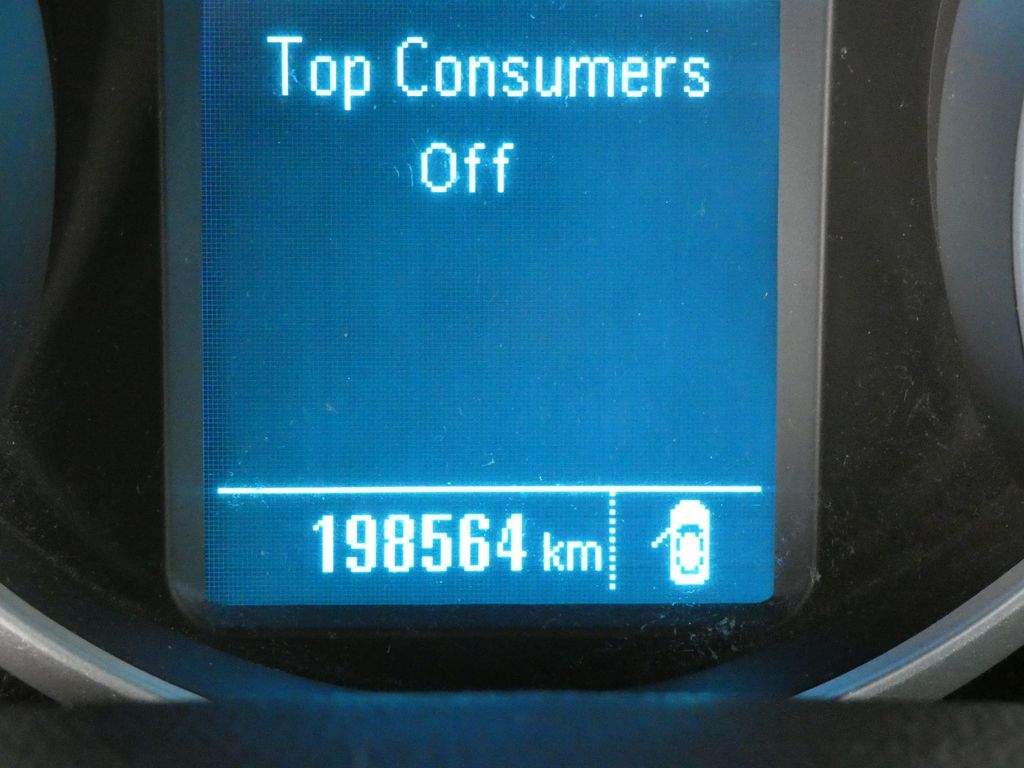 Top Consumers
Off
198564 km